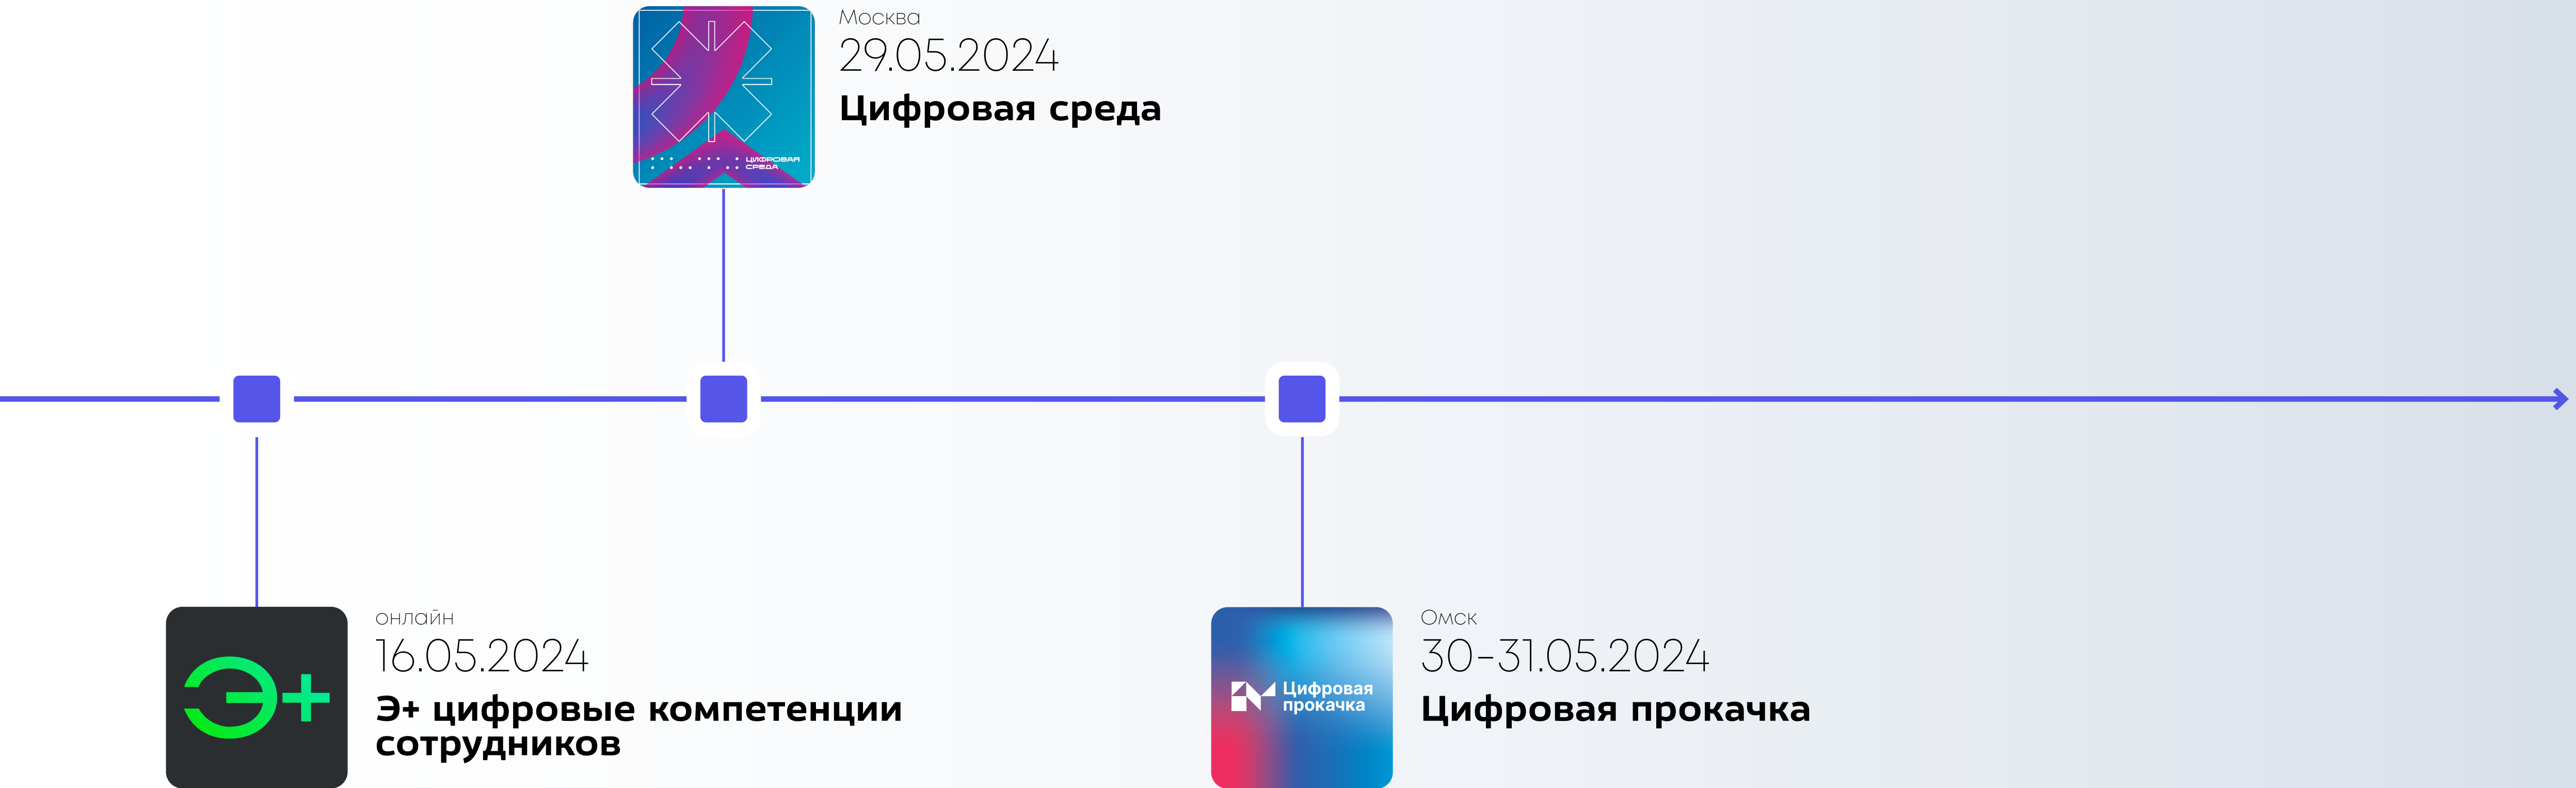 Москва
29.05.2024
Цифровая среда
ЦИФРОВАЯ
СРЕДА
онлайн
16.05.2024
Э+ цифровые компетенции
сотрудников
Э+
Омск
30-31.05.2024
Цифровая прокачка
Цифровая
прокачка